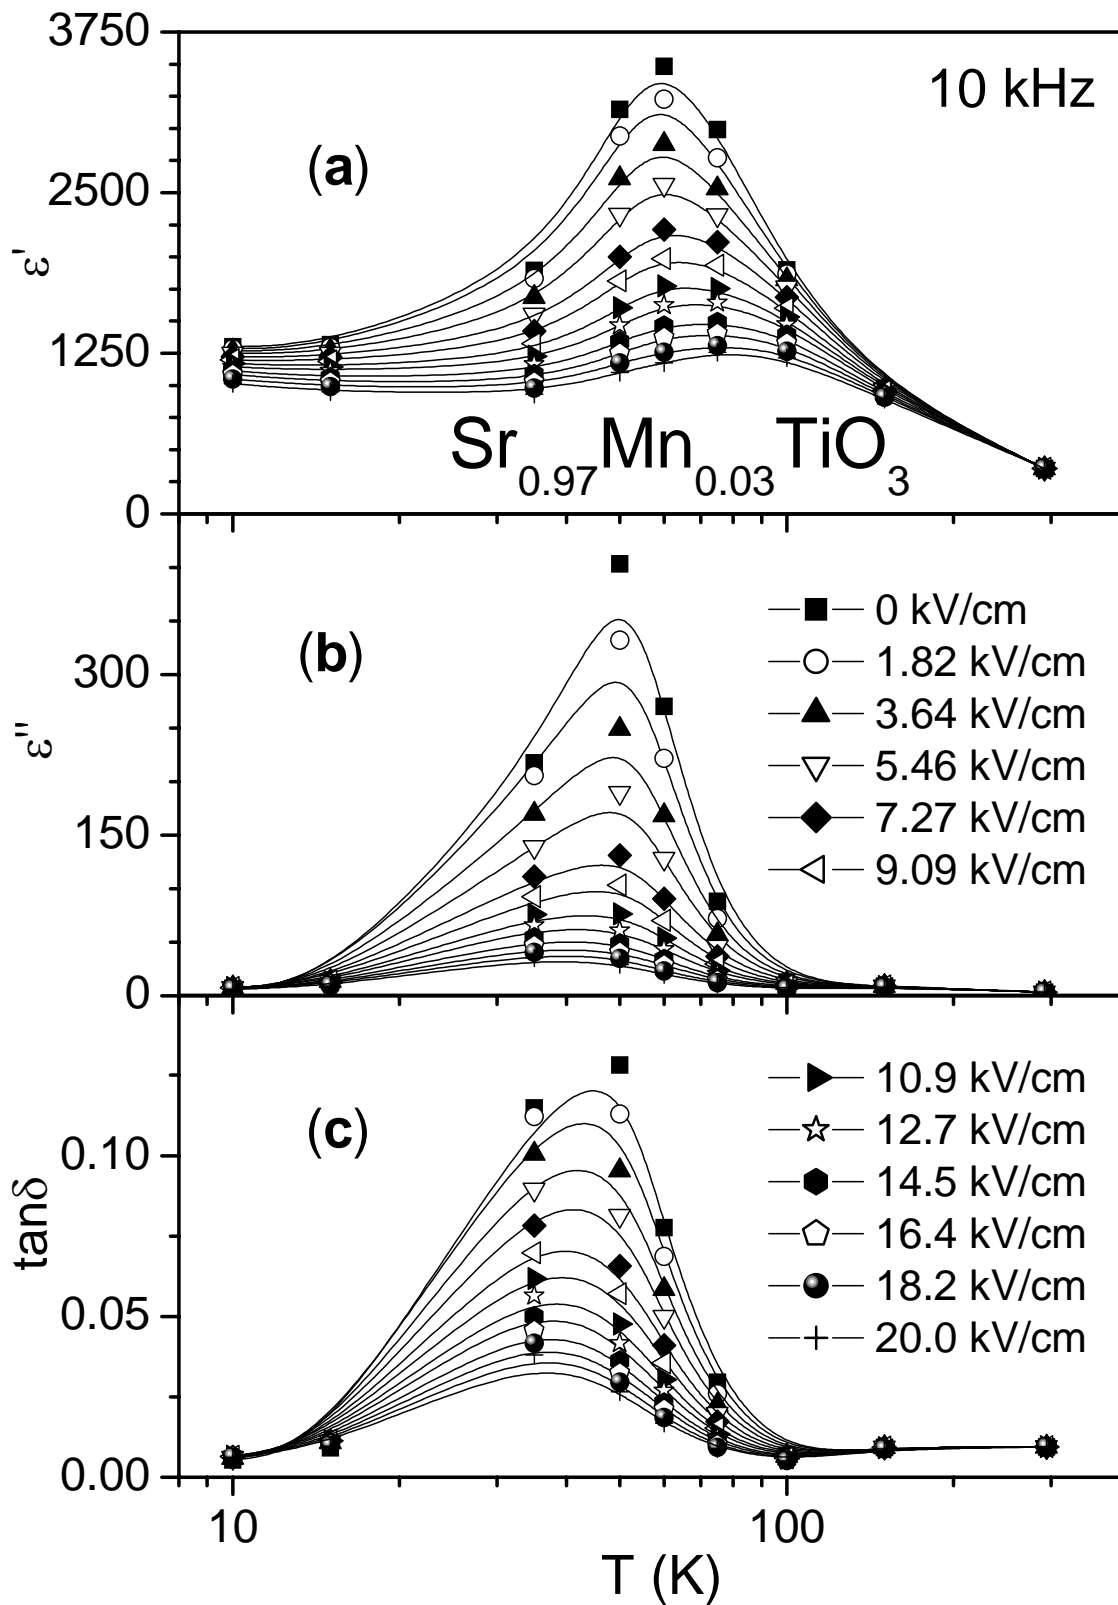 3750
10 kHz
(a)
2500
ε'
1250
Sr0.97Mn0.03TiO3
0
(b)
300
ε''
150
0
0 kV/cm
1.82 kV/cm
3.64 kV/cm
5.46 kV/cm
7.27 kV/cm
9.09 kV/cm
(c)
0.10
tanδ
0.05
0.00
10.9 kV/cm
12.7 kV/cm
14.5 kV/cm
16.4 kV/cm
18.2 kV/cm
20.0 kV/cm
10
100
T (K)